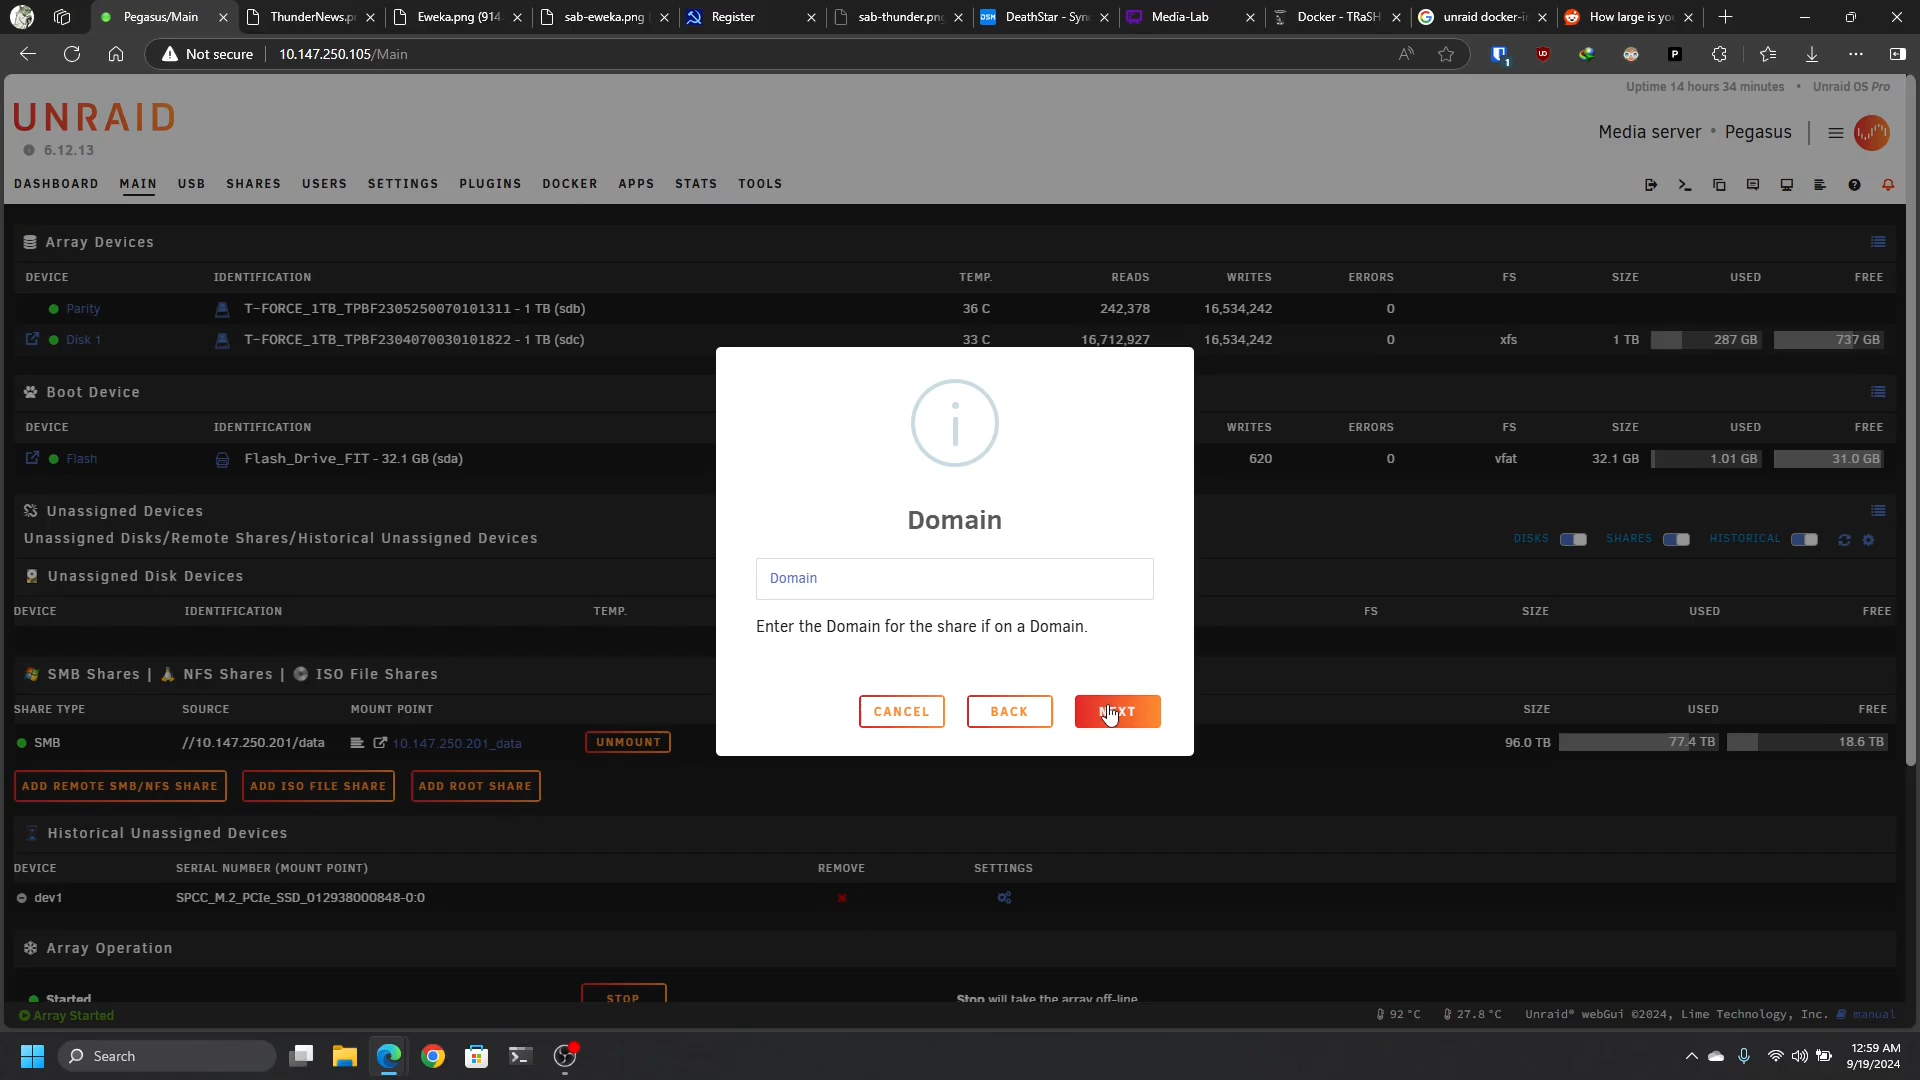 Pegasus/Main
ThunderNews.pr
Eweka.png (914
sab-eweka.png
Register
sab-thunder.png
DSM
DeathStar - Syn
Media-Lab
Docker - TRaSH
unraid docker-i
How large is yo
Not secure
10.147.250.105/Main
Uptime 14 hours 34 minutes • Unraid OS Pro
UNRAID
6.12.13
Media server • Pegasus
DASHBOARD MAIN USB SHARES USERS SETTINGS PLUGINS DOCKER APPS STATS TOOLS
Array Devices
DEVICE IDENTIFICATION TEMP. READS WRITES ERRORS FS SIZE USED FREE
Parity T-FORCE_1TB_TPBF2305250070101311 - 1 TB (sdb) 36 C 242,378 16,534,242 0
Disk 1 T-FORCE_1TB_TPBF2304070030101822 - 1 TB (sdc) 33 C 16,712,927 16,534,242 0 xfs 1 TB 287 GB 737 GB
Boot Device
DEVICE IDENTIFICATION WRITES ERRORS FS SIZE USED FREE
Flash Flash_Drive_FIT - 32.1 GB (sda) 620 0 vfat 32.1 GB 1.01 GB 31.0 GB
Unassigned Devices
Unassigned Disks/Remote Shares/Historical Unassigned Devices
DISKS SHARES HISTORICAL
Unassigned Disk Devices
DEVICE IDENTIFICATION TEMP. FS SIZE USED FREE
SMB Shares | NFS Shares | ISO File Shares
SHARE TYPE SOURCE MOUNT POINT SIZE USED FREE
SMB //10.147.250.201/data 10.147.250.201_data UNMOUNT 96.0 TB 77.4 TB 18.6 TB
ADD REMOTE SMB/NFS SHARE ADD ISO FILE SHARE ADD ROOT SHARE
Historical Unassigned Devices
DEVICE SERIAL NUMBER (MOUNT POINT) REMOVE SETTINGS
dev1 SPCC_M.2_PCIe_SSD_012938000848-0:0
Array Operation
Started STOP Stop will take the array off-line
Domain
Domain
Enter the Domain for the share if on a Domain.
CANCEL BACK NEXT
Array Started
92 °C 27.8 °C Unraid® webGui ©2024, Lime Technology, Inc. manual
Search
12:59 AM
9/19/2024